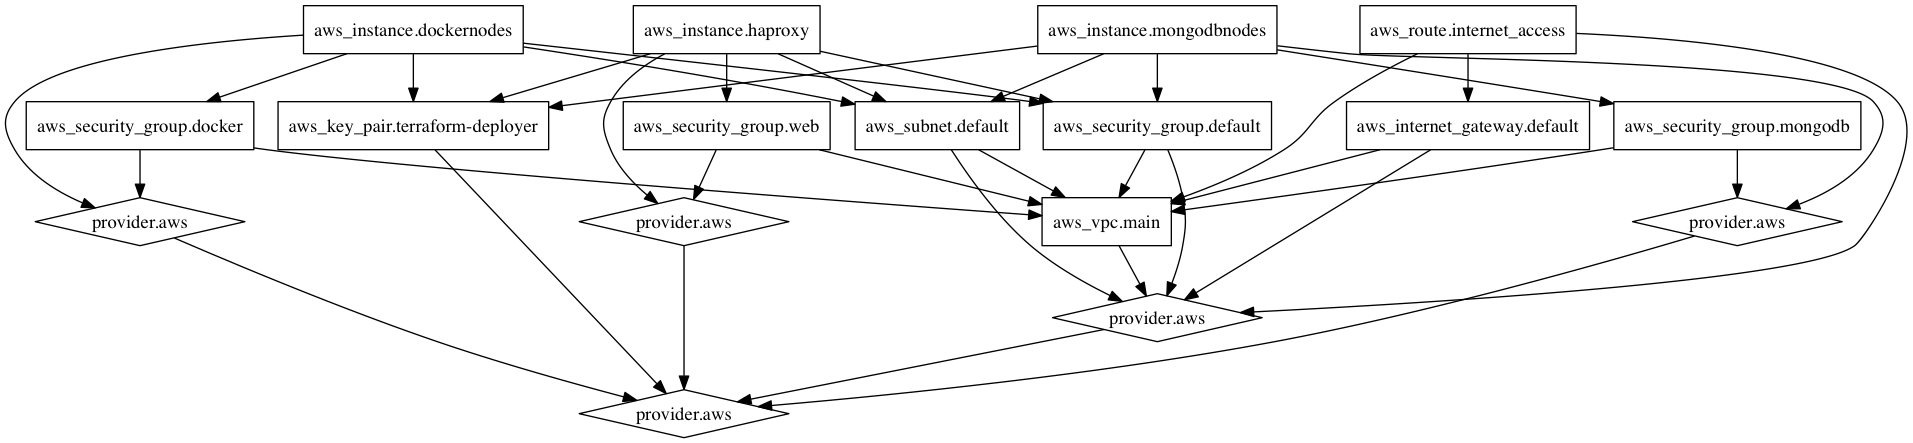 aws_instance.dockernodes
aws_instance.haproxy
aws_instance.mongodbnodes
aws_route.internet_access
aws_security_group.docker
aws_key_pair.terraform-deployer
aws_security_group.web
aws_subnet.default
aws_security_group.default
aws_internet_gateway.default
aws_security_group.mongodb
provider.aws
provider.aws
aws_vpc.main
provider.aws
provider.aws
provider.aws